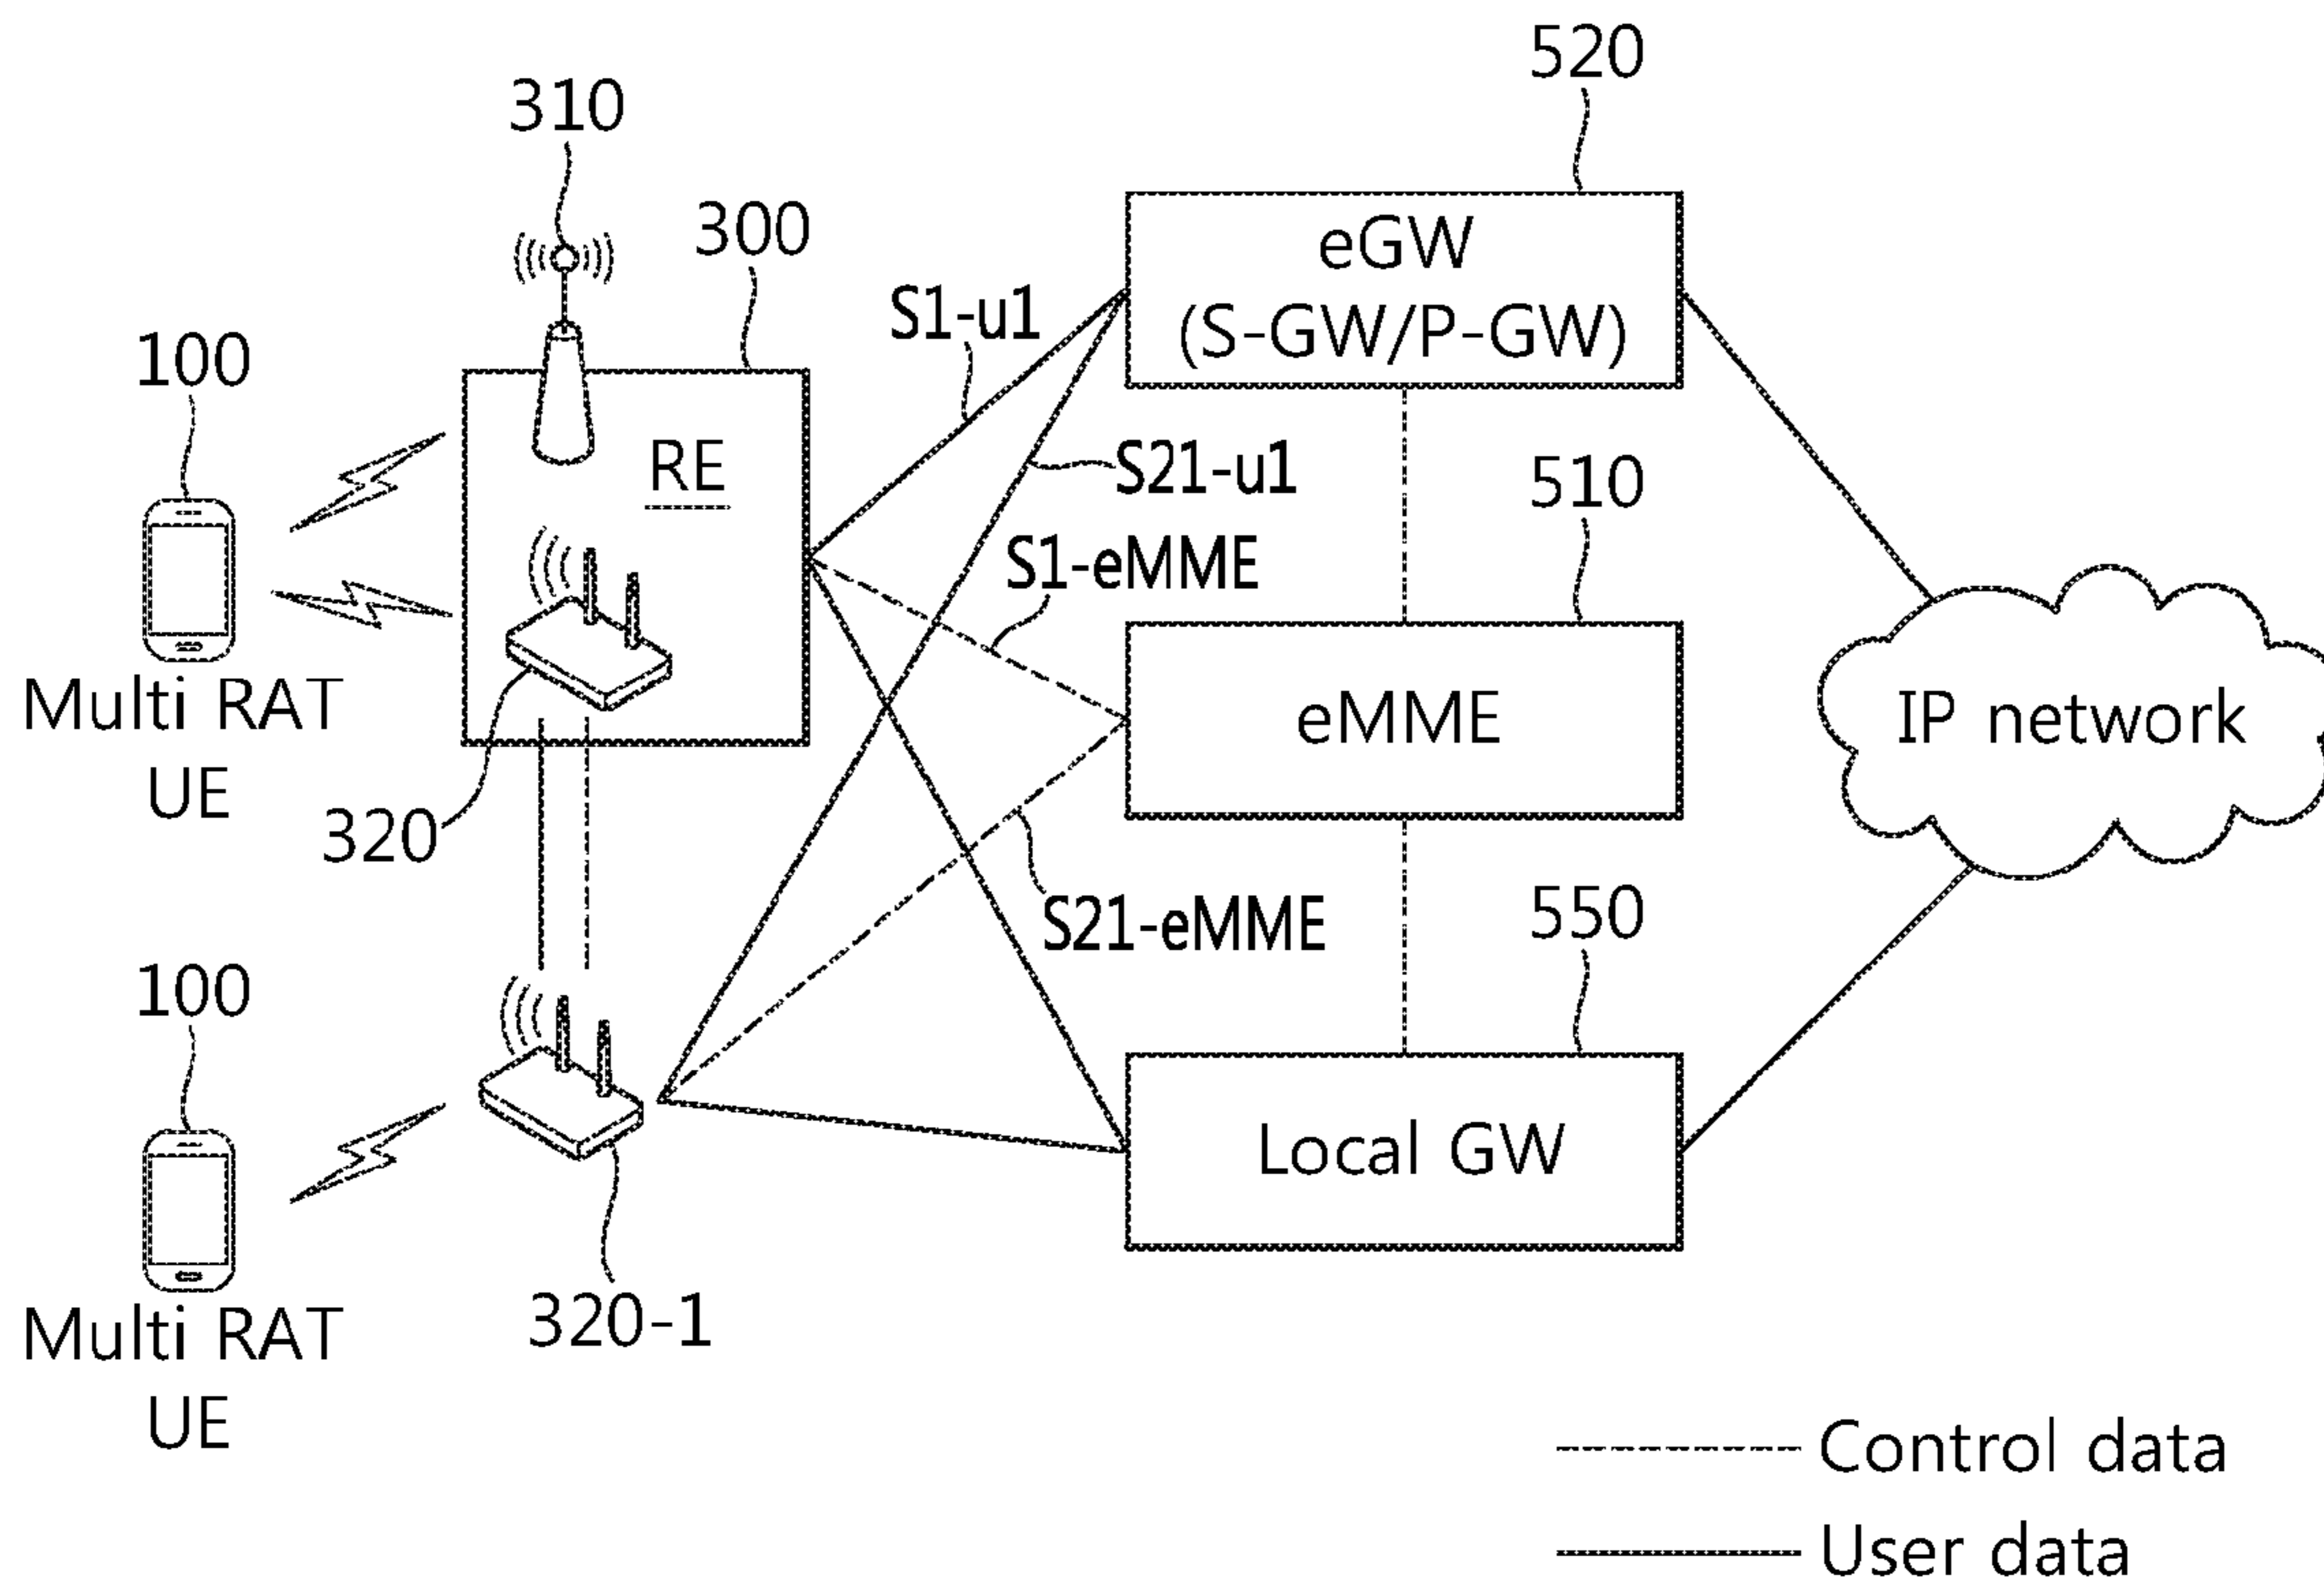 520
310
300
eGW
(S-GW/P-GW)
S1-u1
100
RE
S21-u1
510
S1-eMME
Multi RAT
UE
eMME
IP network
320
S21-eMME
550
100
Local GW
320-1
Multi RAT
UE
Control data
User data